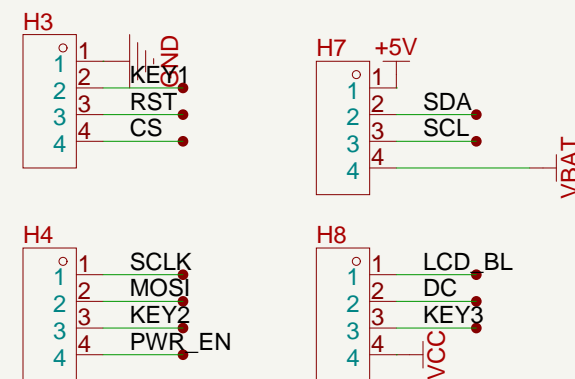 H3
1 1 GND
2 2 KEY1
3 3 RST
4 4 CS
H7
+5V
1 1
2 2 SDA
3 3 SCL
4 4 VBAT
H4
1 1 SCLK
2 2 MOSI
3 3 KEY2
4 4 PWR_EN
H8
1 1 LCD_BL
2 2 DC
3 3 KEY3
4 4 VCC